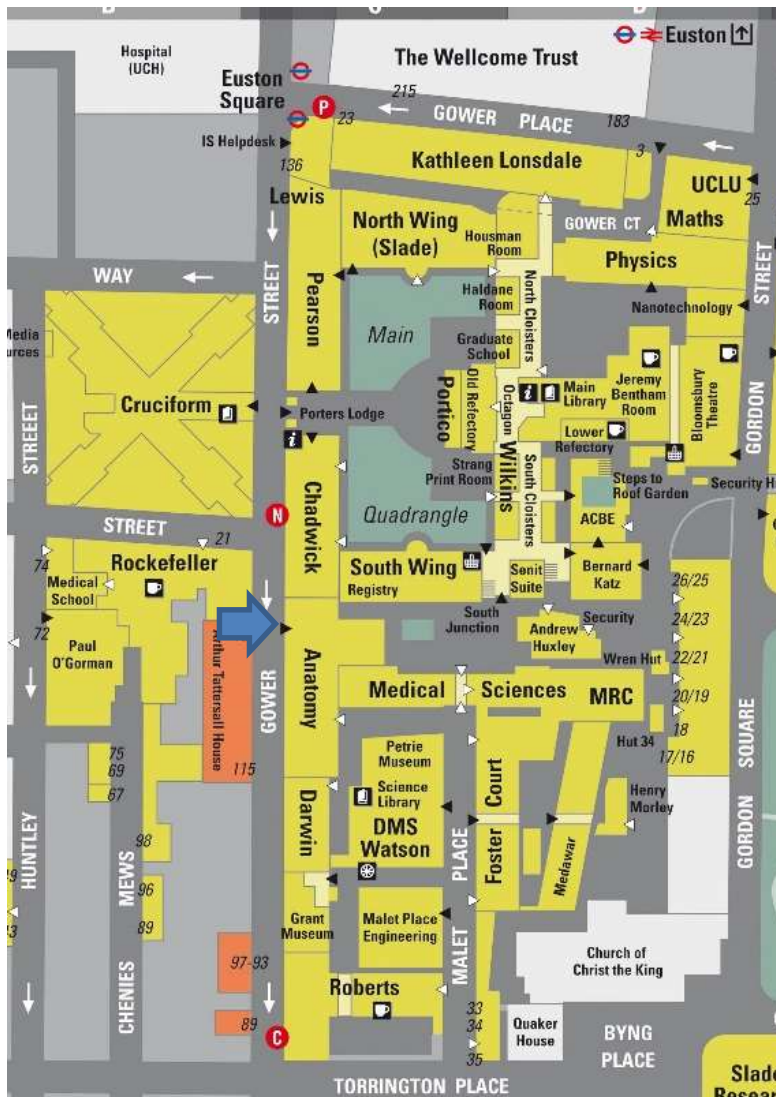 B
C
D
Hospital
(UCH)
The Wellcome Trust
Euston
Euston
Square
P
215
23
GOWER PLACE
183
3
IS Helpdesk
136
Kathleen Lonsdale
UCLU
25
Maths
Lewis
North Wing
(Slade)
Housman
Room
GOWER CT
Physics
WAY
STREET
Pearson
Main
Haldane
Room
North Cloisters
Nanotechnology
STREET
Graduate
School
Media
urces
Cruciform
Porters Lodge
Portico
Old Refectory
Octagon
Main
Library
Jeremy
Bentham
Room
Bloomsbury
Theatre
GORDON
Lower
Refectory
STREEET
Chadwick
Strang
Print Room
Wilkins
South Cloisters
Steps to
Roof Garden
Security H
N
Quadrangle
ACBE
STREET
21
Rockefeller
74
Medical
School
72
Paul
O'Gorman
South Wing
Registry
Senit
Suite
Bernard
Katz
26/25
South
Junction
Security
24/23
Andrew
Huxley
Wren Hut
22/21
Arthur Tattersall House
GOWER
Anatomy
Medical Sciences
MRC
20/19
18
Hut 34
17/16
SQUARE
75
69
67
115
Petrie
Museum
Science
Library
DMS
Watson
Court
Foster
Henry
Morley
Medawar
GORDON
HUNTLEY
98
MEWS
96
89
Darwin
PLACE
Grant
Museum
Malet Place
Engineering
MALET
Church of
Christ the King
97-93
CHENIES
89
C
Roberts
33
34
35
Quaker
House
BYNG
PLACE
TORRINGTON PLACE
Slade